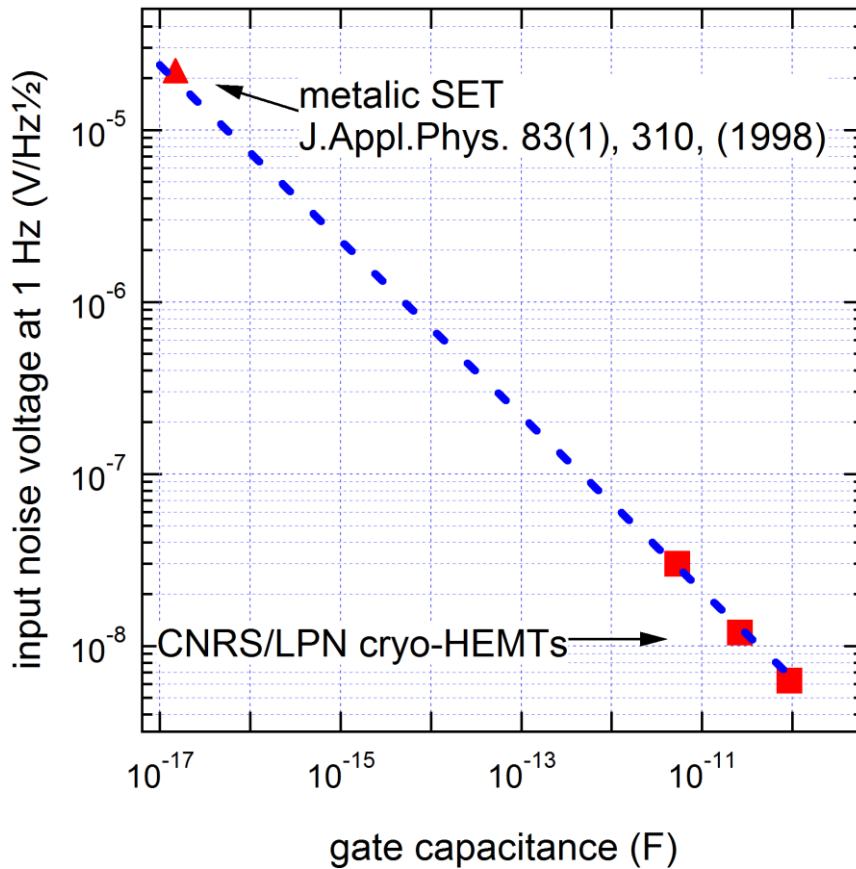 input noise voltage at 1 Hz (V/Hz½)
10⁻⁵
10⁻⁶
10⁻⁷
10⁻⁸
metalic SET
J.Appl.Phys. 83(1), 310, (1998)
CNRS/LPN cryo-HEMTs
10⁻¹⁷ 10⁻¹⁵ 10⁻¹³ 10⁻¹¹
gate capacitance (F)